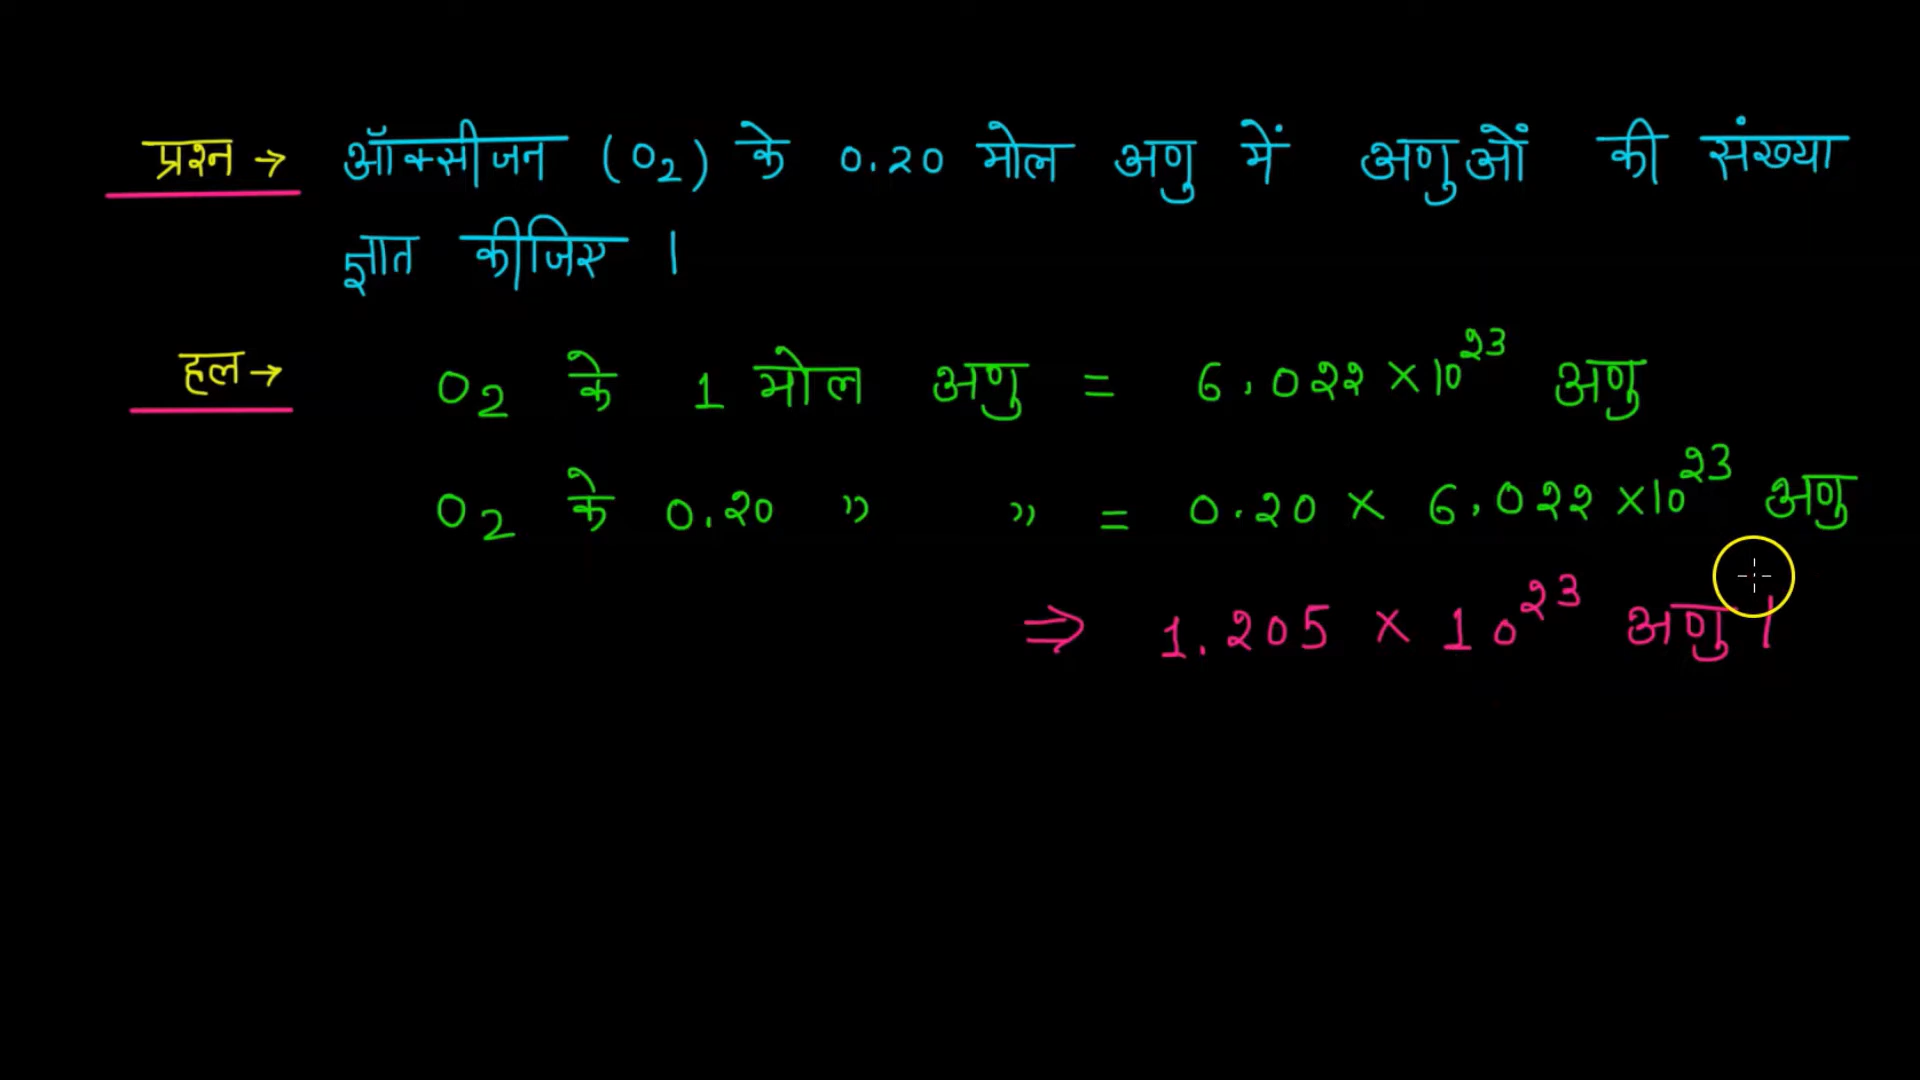 प्रश्न → ऑक्सीजन (O₂) के 0.20 मोल अणु में अणुओं की संख्या
ज्ञात कीजिए ।
हल → O₂ के 1 मोल अणु = 6.022 × 10²³ अणु
O₂ के 0.20 " " = 0.20 × 6.022 × 10²³ अणु
⇒ 1.205 × 10²³ अणु ।